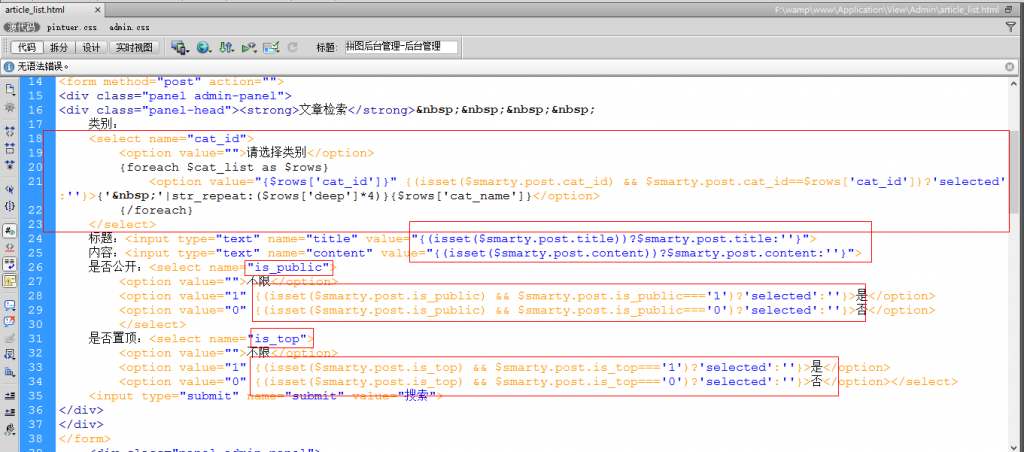 article_list.html × F:\wamp\www\Application\View\Admin\article_list.html
源代码 pintuer.css admin.css
代码 拆分 设计 实时视图 标题: 拼图后台管理-后台管理
无语法错误。
14 <form method="post" action="">
15 <div class="panel admin-panel">
16 <div class="panel-head"><strong>文章检索</strong>&nbsp;&nbsp;&nbsp;&nbsp;
17 类别:
18 <select name="cat_id">
19 <option value="">请选择类别</option>
20 {foreach $cat_list as $rows}
21 <option value="{$rows['cat_id']}" {(isset($smarty.post.cat_id) && $smarty.post.cat_id==$rows['cat_id'])?'selected'
:''}>{'&nbsp;'|str_repeat:($rows['deep']*4)}{$rows['cat_name']}</option>
22 {/foreach}
23 </select>
24 标题: <input type="text" name="title" value="{(isset($smarty.post.title))?$smarty.post.title:''}">
25 内容: <input type="text" name="content" value="{(isset($smarty.post.content))?$smarty.post.content:''}">
26 是否公开: <select name="is_public">
27 <option value="">不限</option>
28 <option value="1" {(isset($smarty.post.is_public) && $smarty.post.is_public==='1')?'selected':''}>是</option>
29 <option value="0" {(isset($smarty.post.is_public) && $smarty.post.is_public==='0')?'selected':''}>否</option>
30 </select>
31 是否置顶: <select name="is_top">
32 <option value="">不限</option>
33 <option value="1" {(isset($smarty.post.is_top) && $smarty.post.is_top==='1')?'selected':''}>是</option>
34 <option value="0" {(isset($smarty.post.is_top) && $smarty.post.is_top==='0')?'selected':''}>否</option></select>
35 <input type="submit" name="submit" value="搜索">
36 </div>
37 </div>
38 </form>
<div class="panel admin-panel">